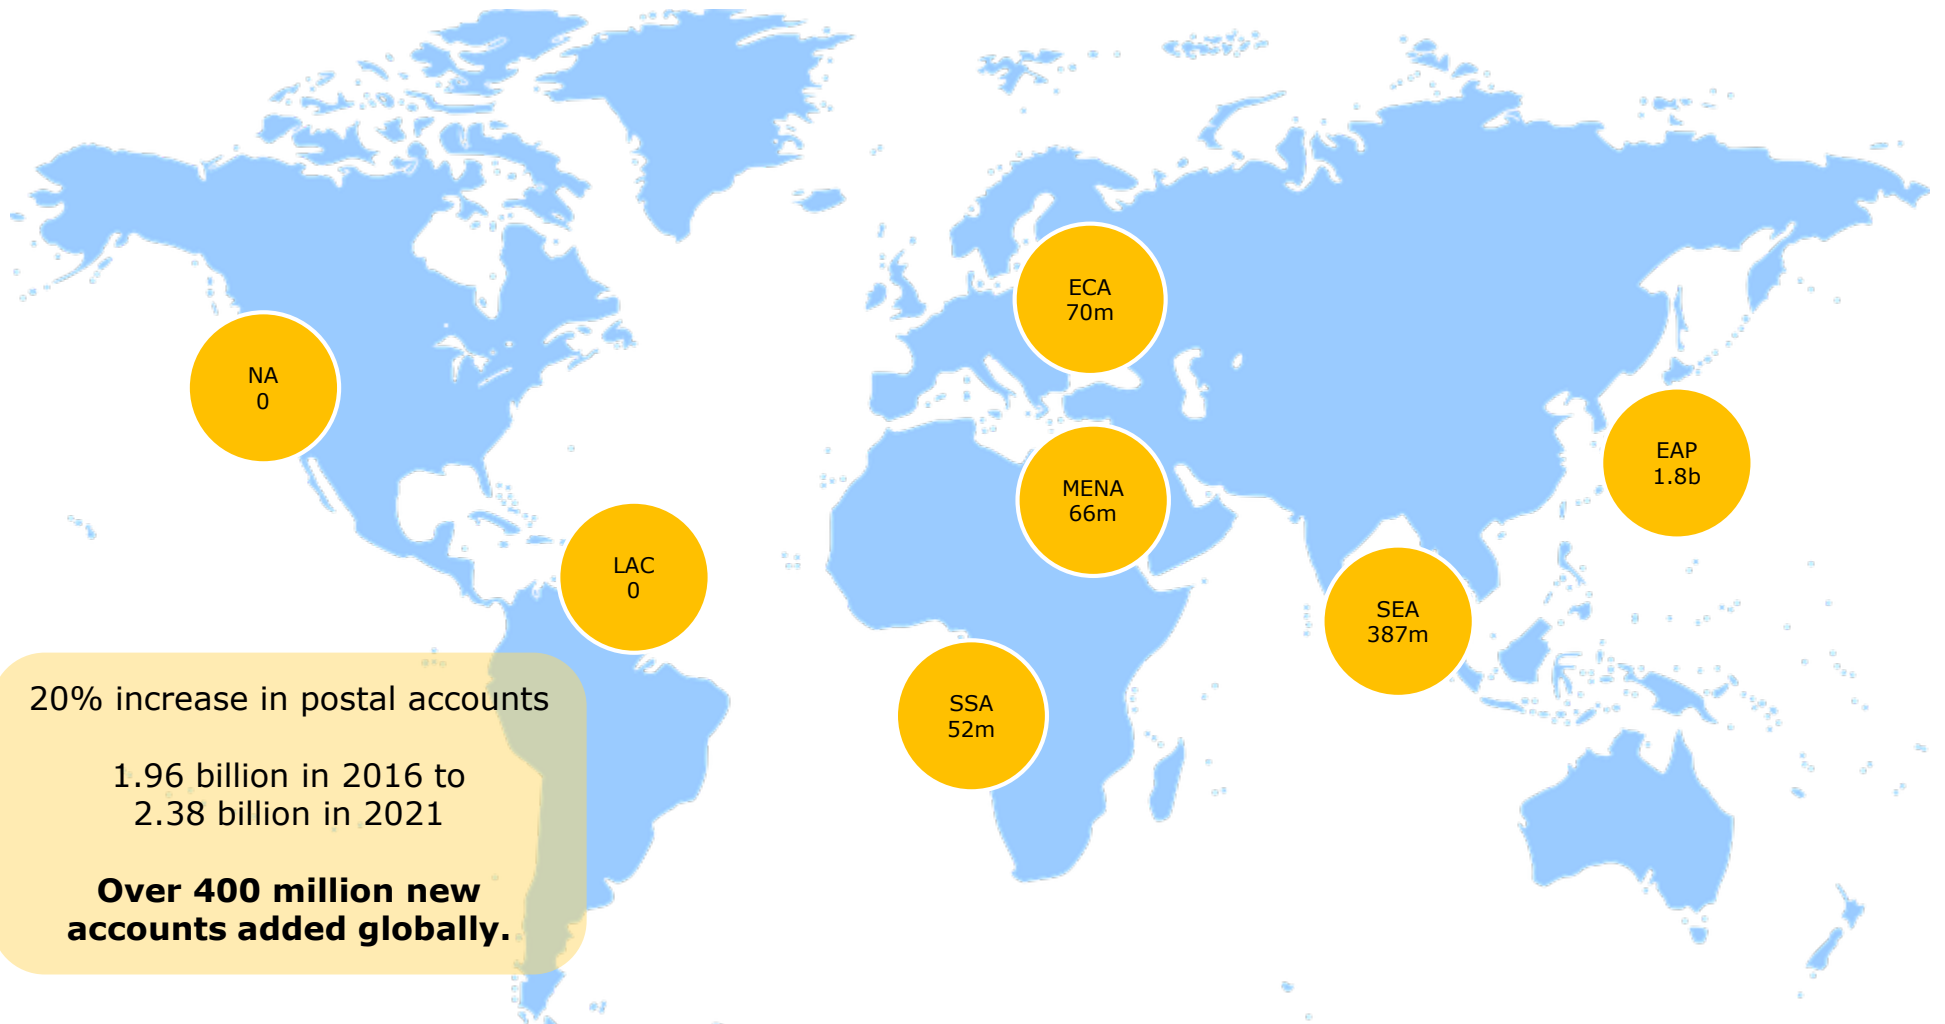 ECA
70m
NA
0
EAP
1.8b
MENA
66m
LAC
0
SEA
387m
SSA
52m
20% increase in postal accounts
1.96 billion in 2016 to
2.38 billion in 2021
Over 400 million new
accounts added globally.